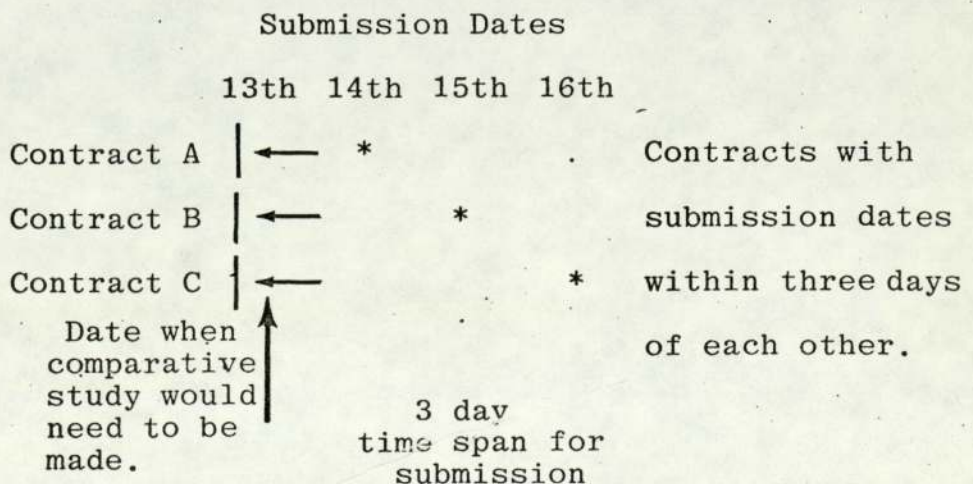 Submission Dates
13th 14th 15th 16th
Contract A * Contracts with
Contract B * submission dates
Contract C * within three days
of each other.
Date when
comparative
study would
need to be
made.
3 day
time span for
submission